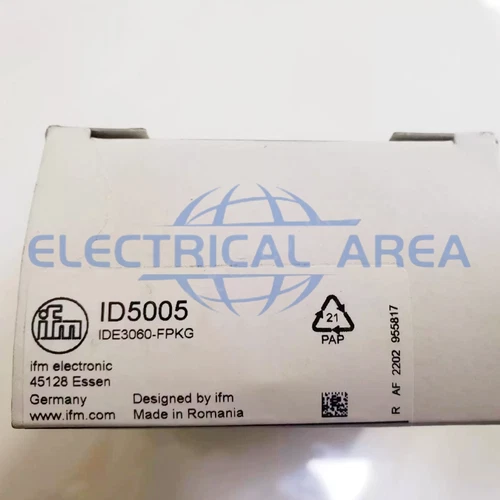 ELECTRICAL AREA
ifm
ID5005
IDE3060-FPKG
ifm electronic
45128 Essen
Germany
www.ifm.com
Designed by ifm
Made in Romania
21
PAP
R AF 2202 955817